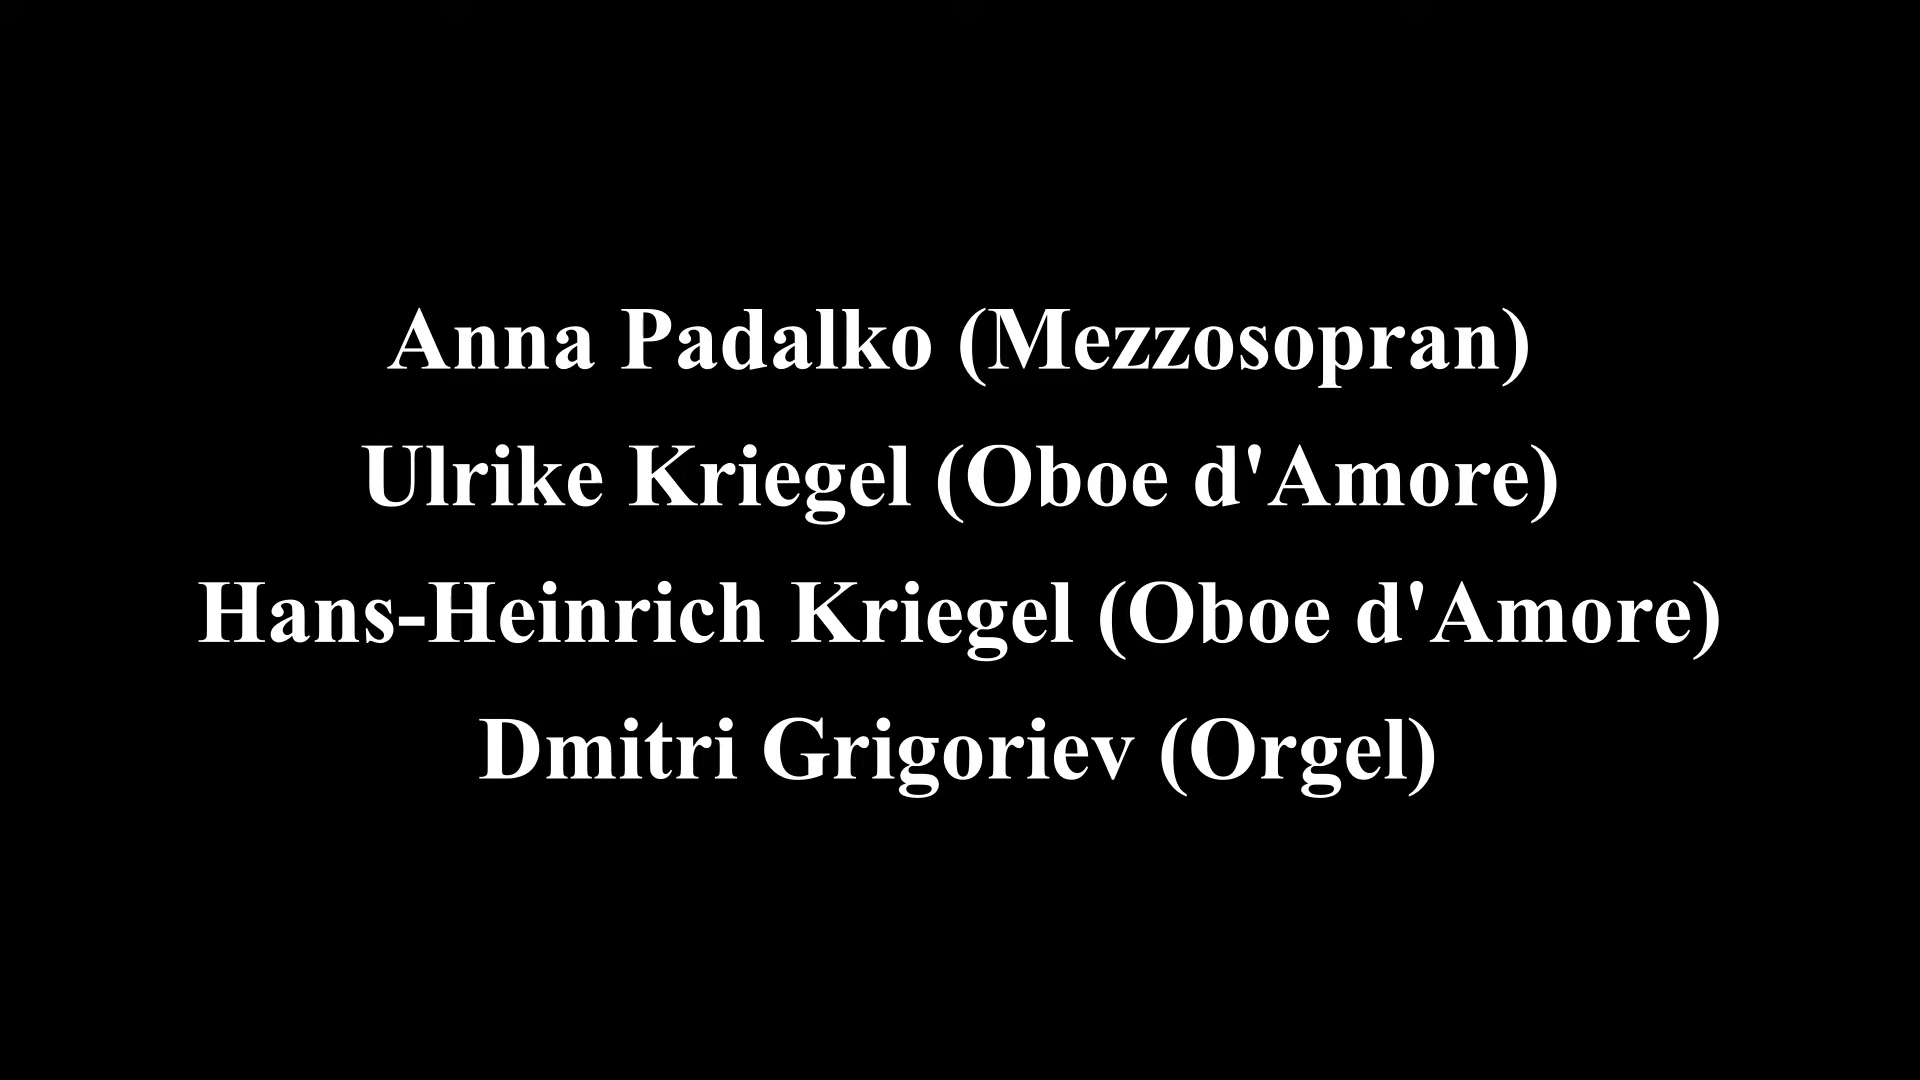 Anna Padalko (Mezzosopran)
Ulrike Kriegel (Oboe d'Amore)
Hans-Heinrich Kriegel (Oboe d'Amore)
Dmitri Grigoriev (Orgel)